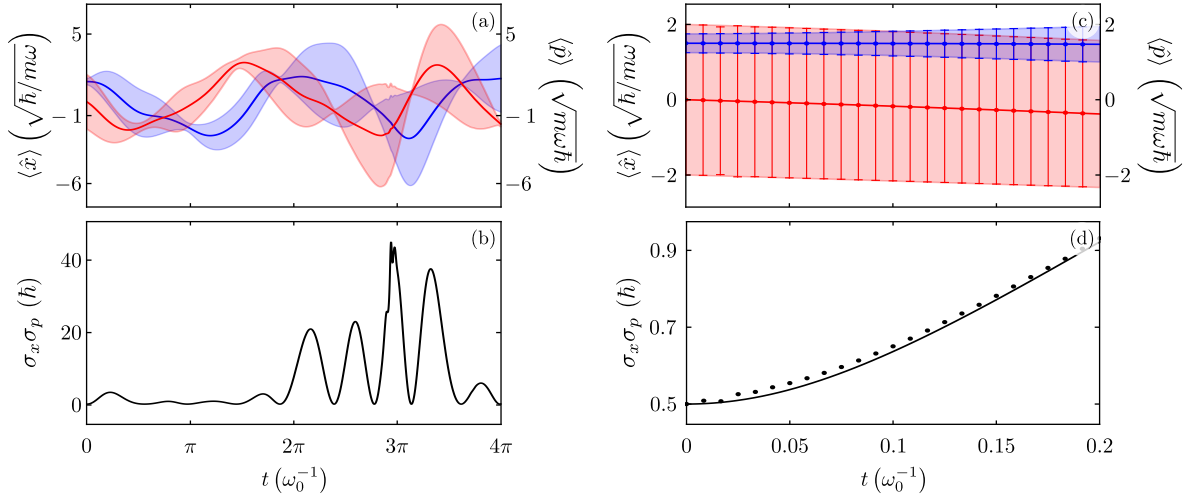 (a)
5
−1
−6
⟨x̂⟩ (√ℏ/mω)
5
−1
−6
⟨p̂⟩ (√mωℏ)
(b)
40
20
0
σₓσₚ (ℏ)
0 π 2π 3π 4π
t (ω₀⁻¹)
(c)
2
0
−2
⟨x̂⟩ (√ℏ/mω)
2
0
−2
⟨p̂⟩ (√mωℏ)
(d)
0.9
0.7
0.5
σₓσₚ (ℏ)
0 0.05 0.1 0.15 0.2
t (ω₀⁻¹)